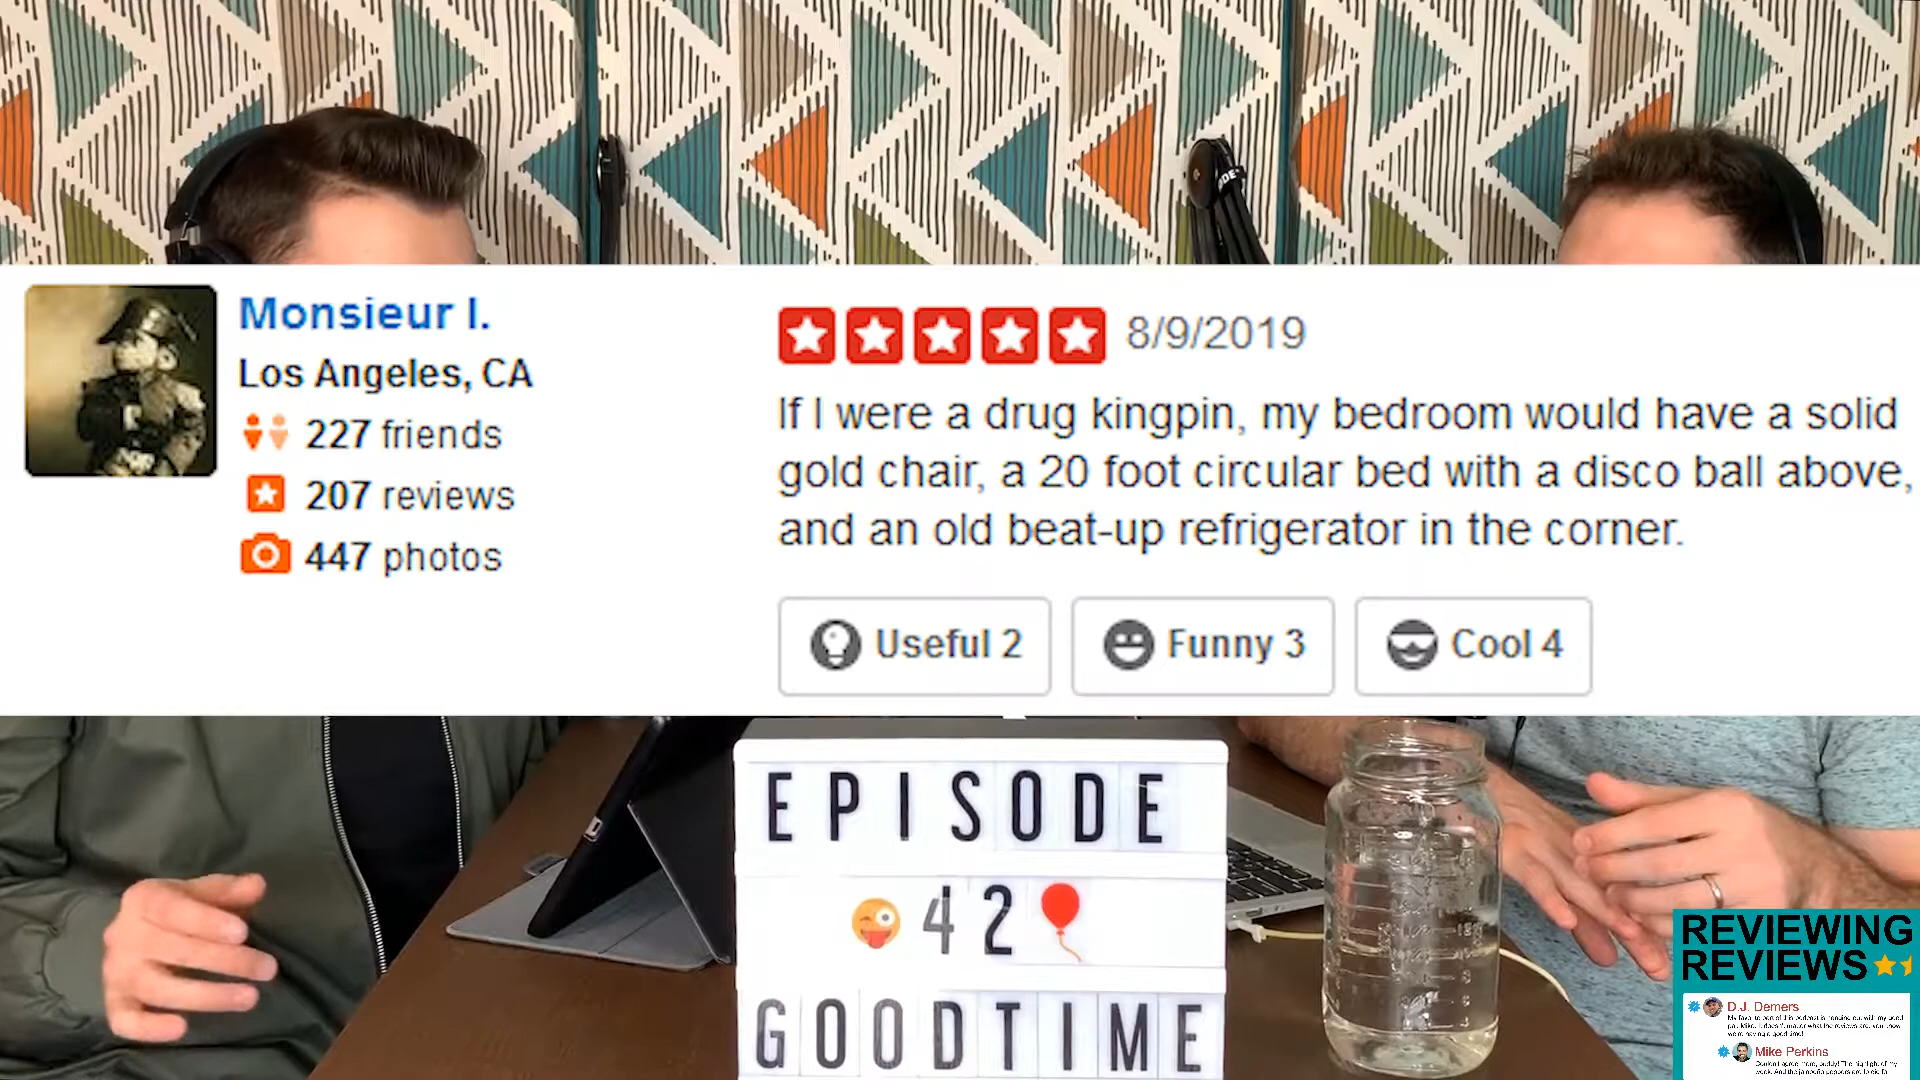 Monsieur I.
Los Angeles, CA
227 friends
207 reviews
447 photos
8/9/2019
If I were a drug kingpin, my bedroom would have a solid
gold chair, a 20 foot circular bed with a disco ball above,
and an old beat-up refrigerator in the corner.
Useful 2
Funny 3
Cool 4
EPISODE
42
GOODTIME
REVIEWING
REVIEWS
D.J. Demers
Mike Perkins